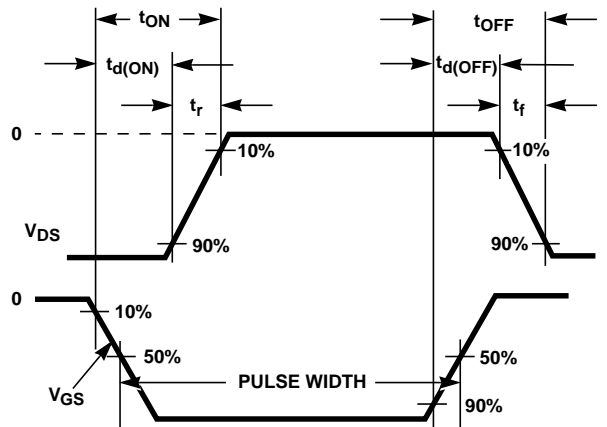 tON tOFF
td(ON) td(OFF)
tr tf
0
10% 10%
VDS 90% 90%
0
10%
50% 50%
VGS PULSE WIDTH
90%